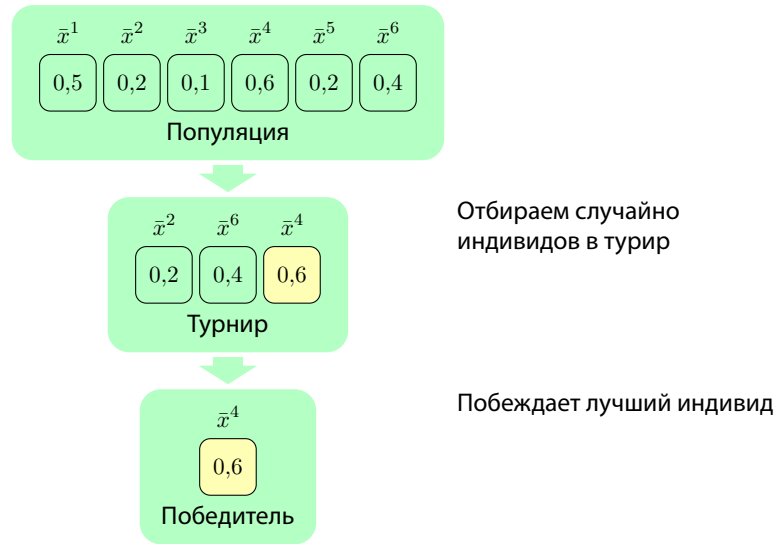 x̄¹ x̄² x̄³ x̄⁴ x̄⁵ x̄⁶
0,5 0,2 0,1 0,6 0,2 0,4
Популяция
x̄² x̄⁶ x̄⁴
0,2 0,4 0,6
Турнир
Отбираем случайно
индивидов в турир
x̄⁴
0,6
Победитель
Побеждает лучший индивид